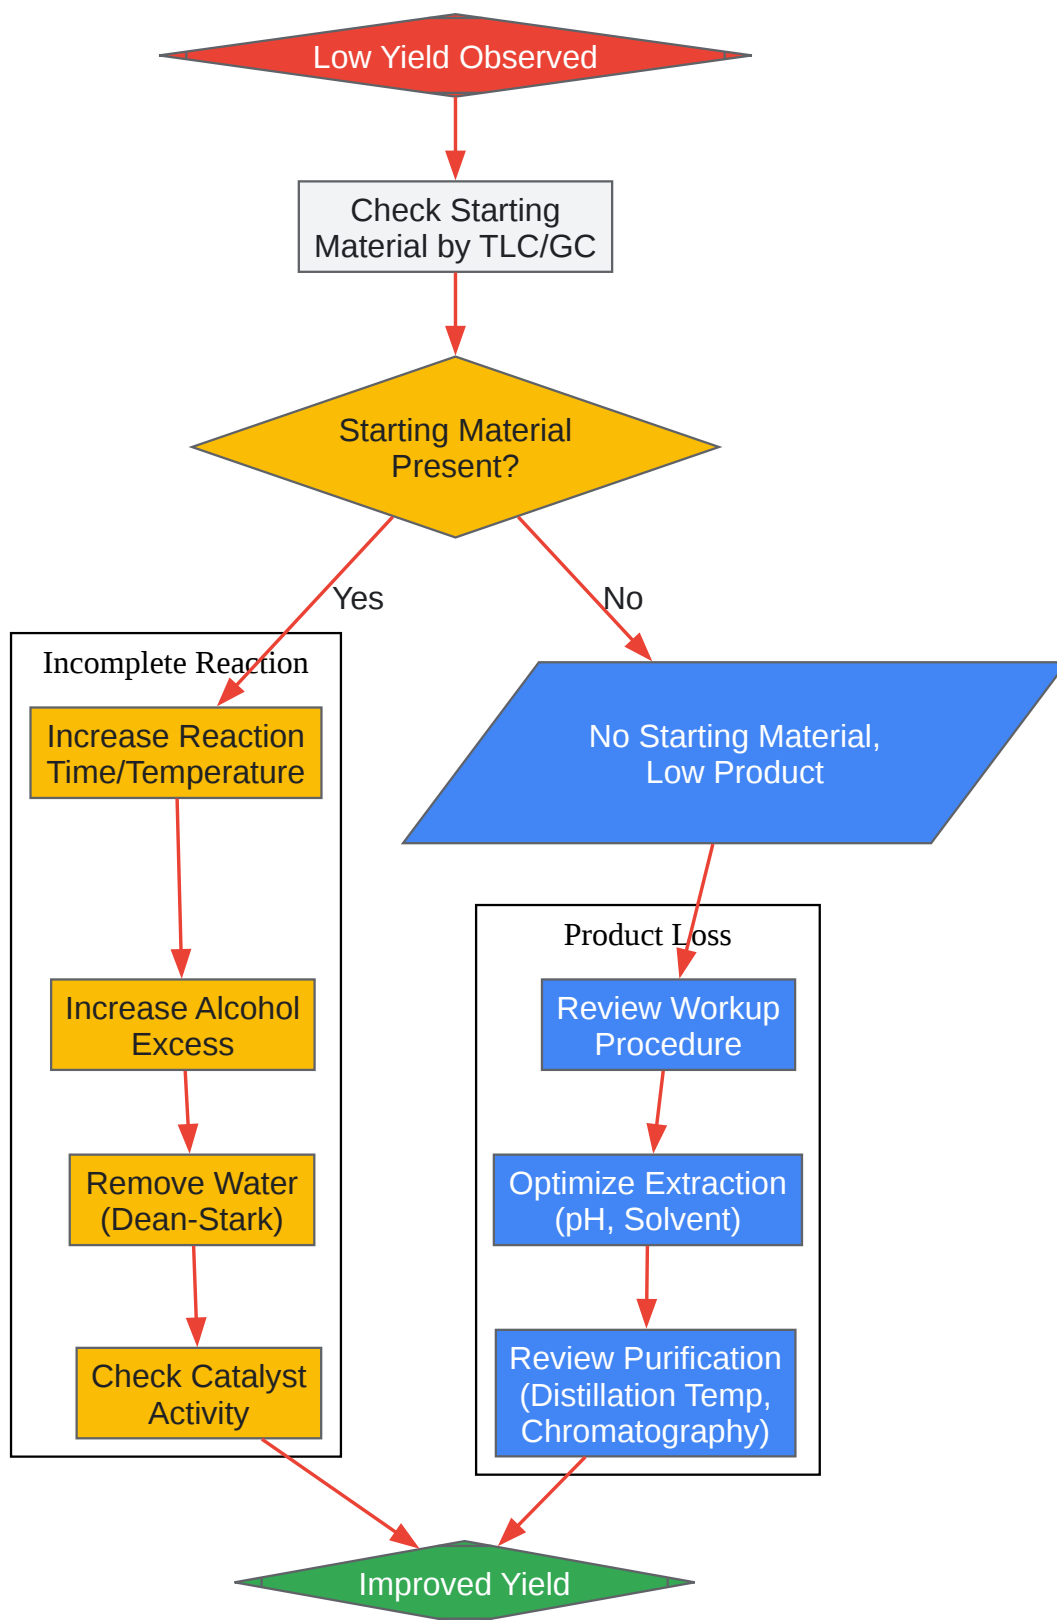 Low Yield Observed
Check Starting
Material by TLC/GC
Starting Material
Present?
Yes
No
Incomplete Reaction
Increase Reaction
Time/Temperature
No Starting Material,
Low Product
Product Loss
Increase Alcohol
Excess
Review Workup
Procedure
Remove Water
(Dean-Stark)
Optimize Extraction
(pH, Solvent)
Check Catalyst
Activity
Review Purification
(Distillation Temp,
Chromatography)
Improved Yield